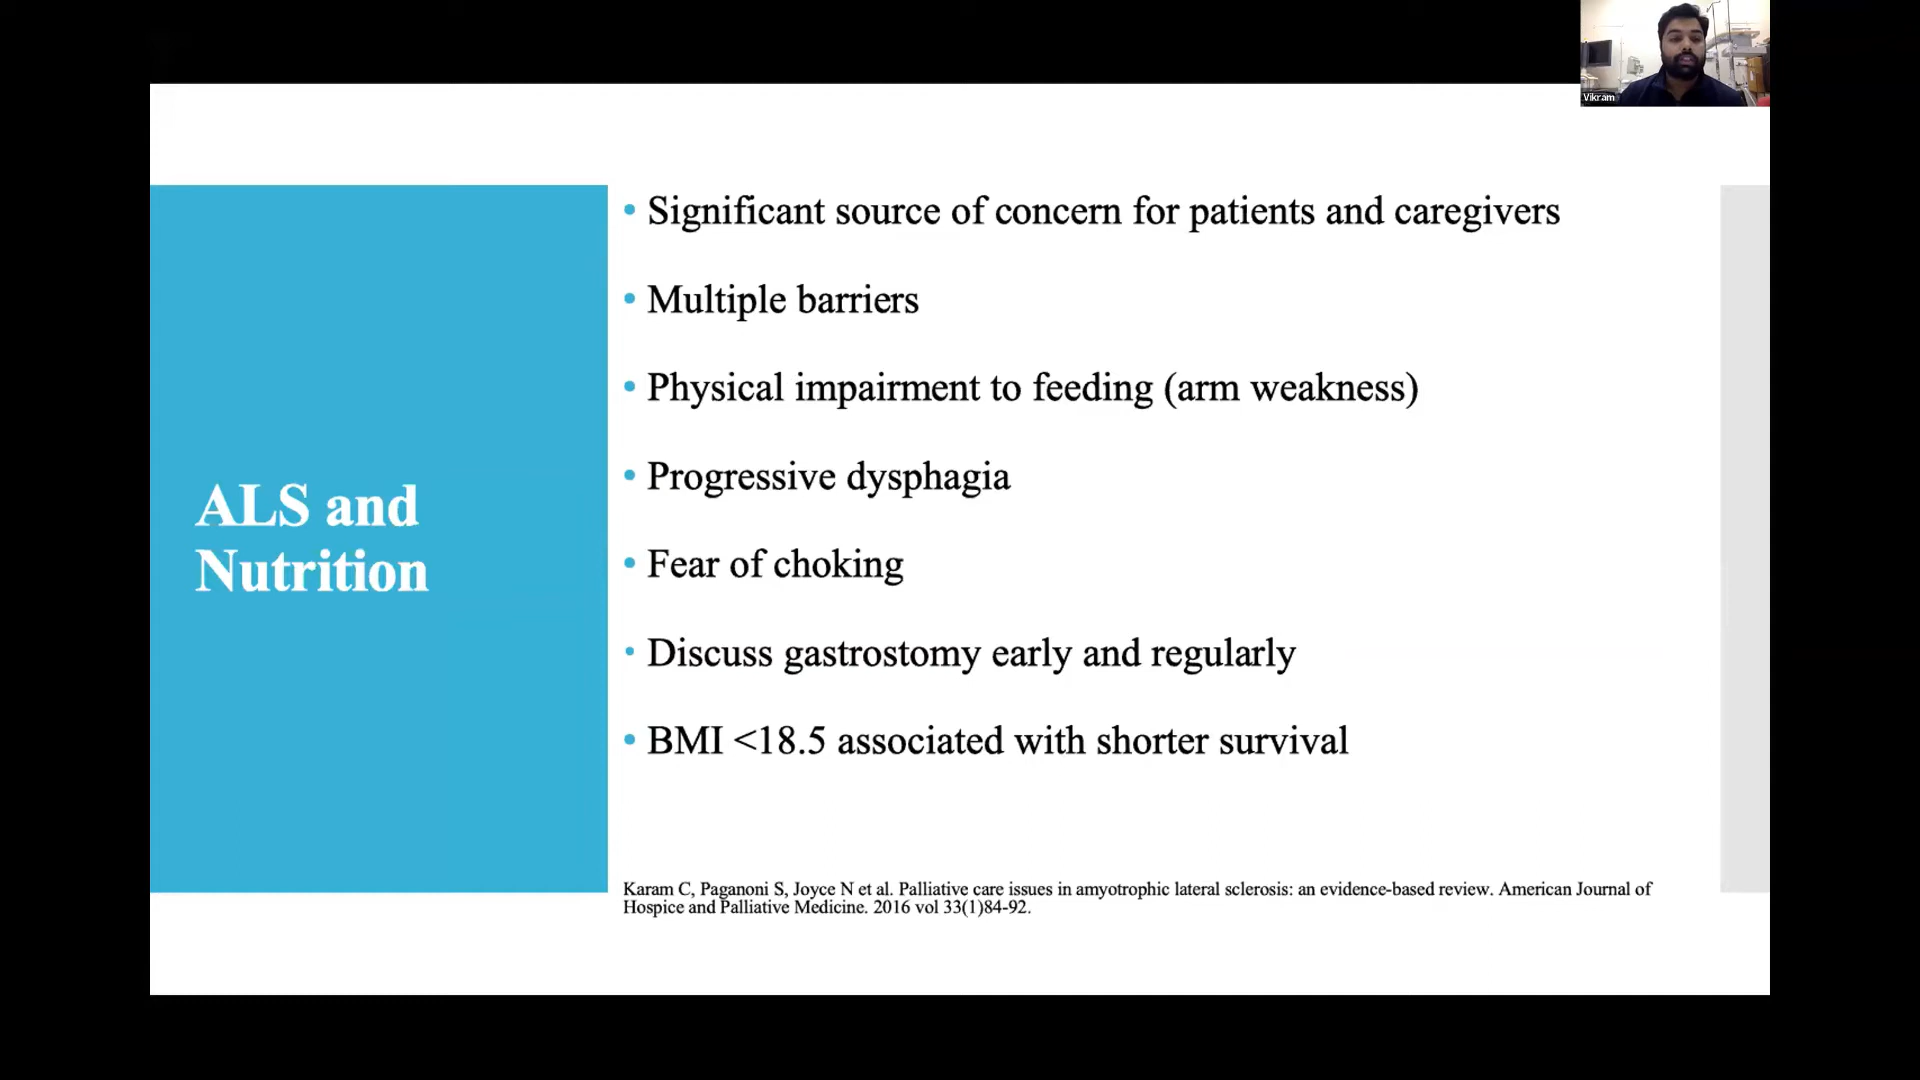 Vikram
ALS and
Nutrition
• Significant source of concern for patients and caregivers
• Multiple barriers
• Physical impairment to feeding (arm weakness)
• Progressive dysphagia
• Fear of choking
• Discuss gastrostomy early and regularly
• BMI <18.5 associated with shorter survival
Karam C, Paganoni S, Joyce N et al. Palliative care issues in amyotrophic lateral sclerosis: an evidence-based review. American Journal of
Hospice and Palliative Medicine. 2016 vol 33(1)84-92.